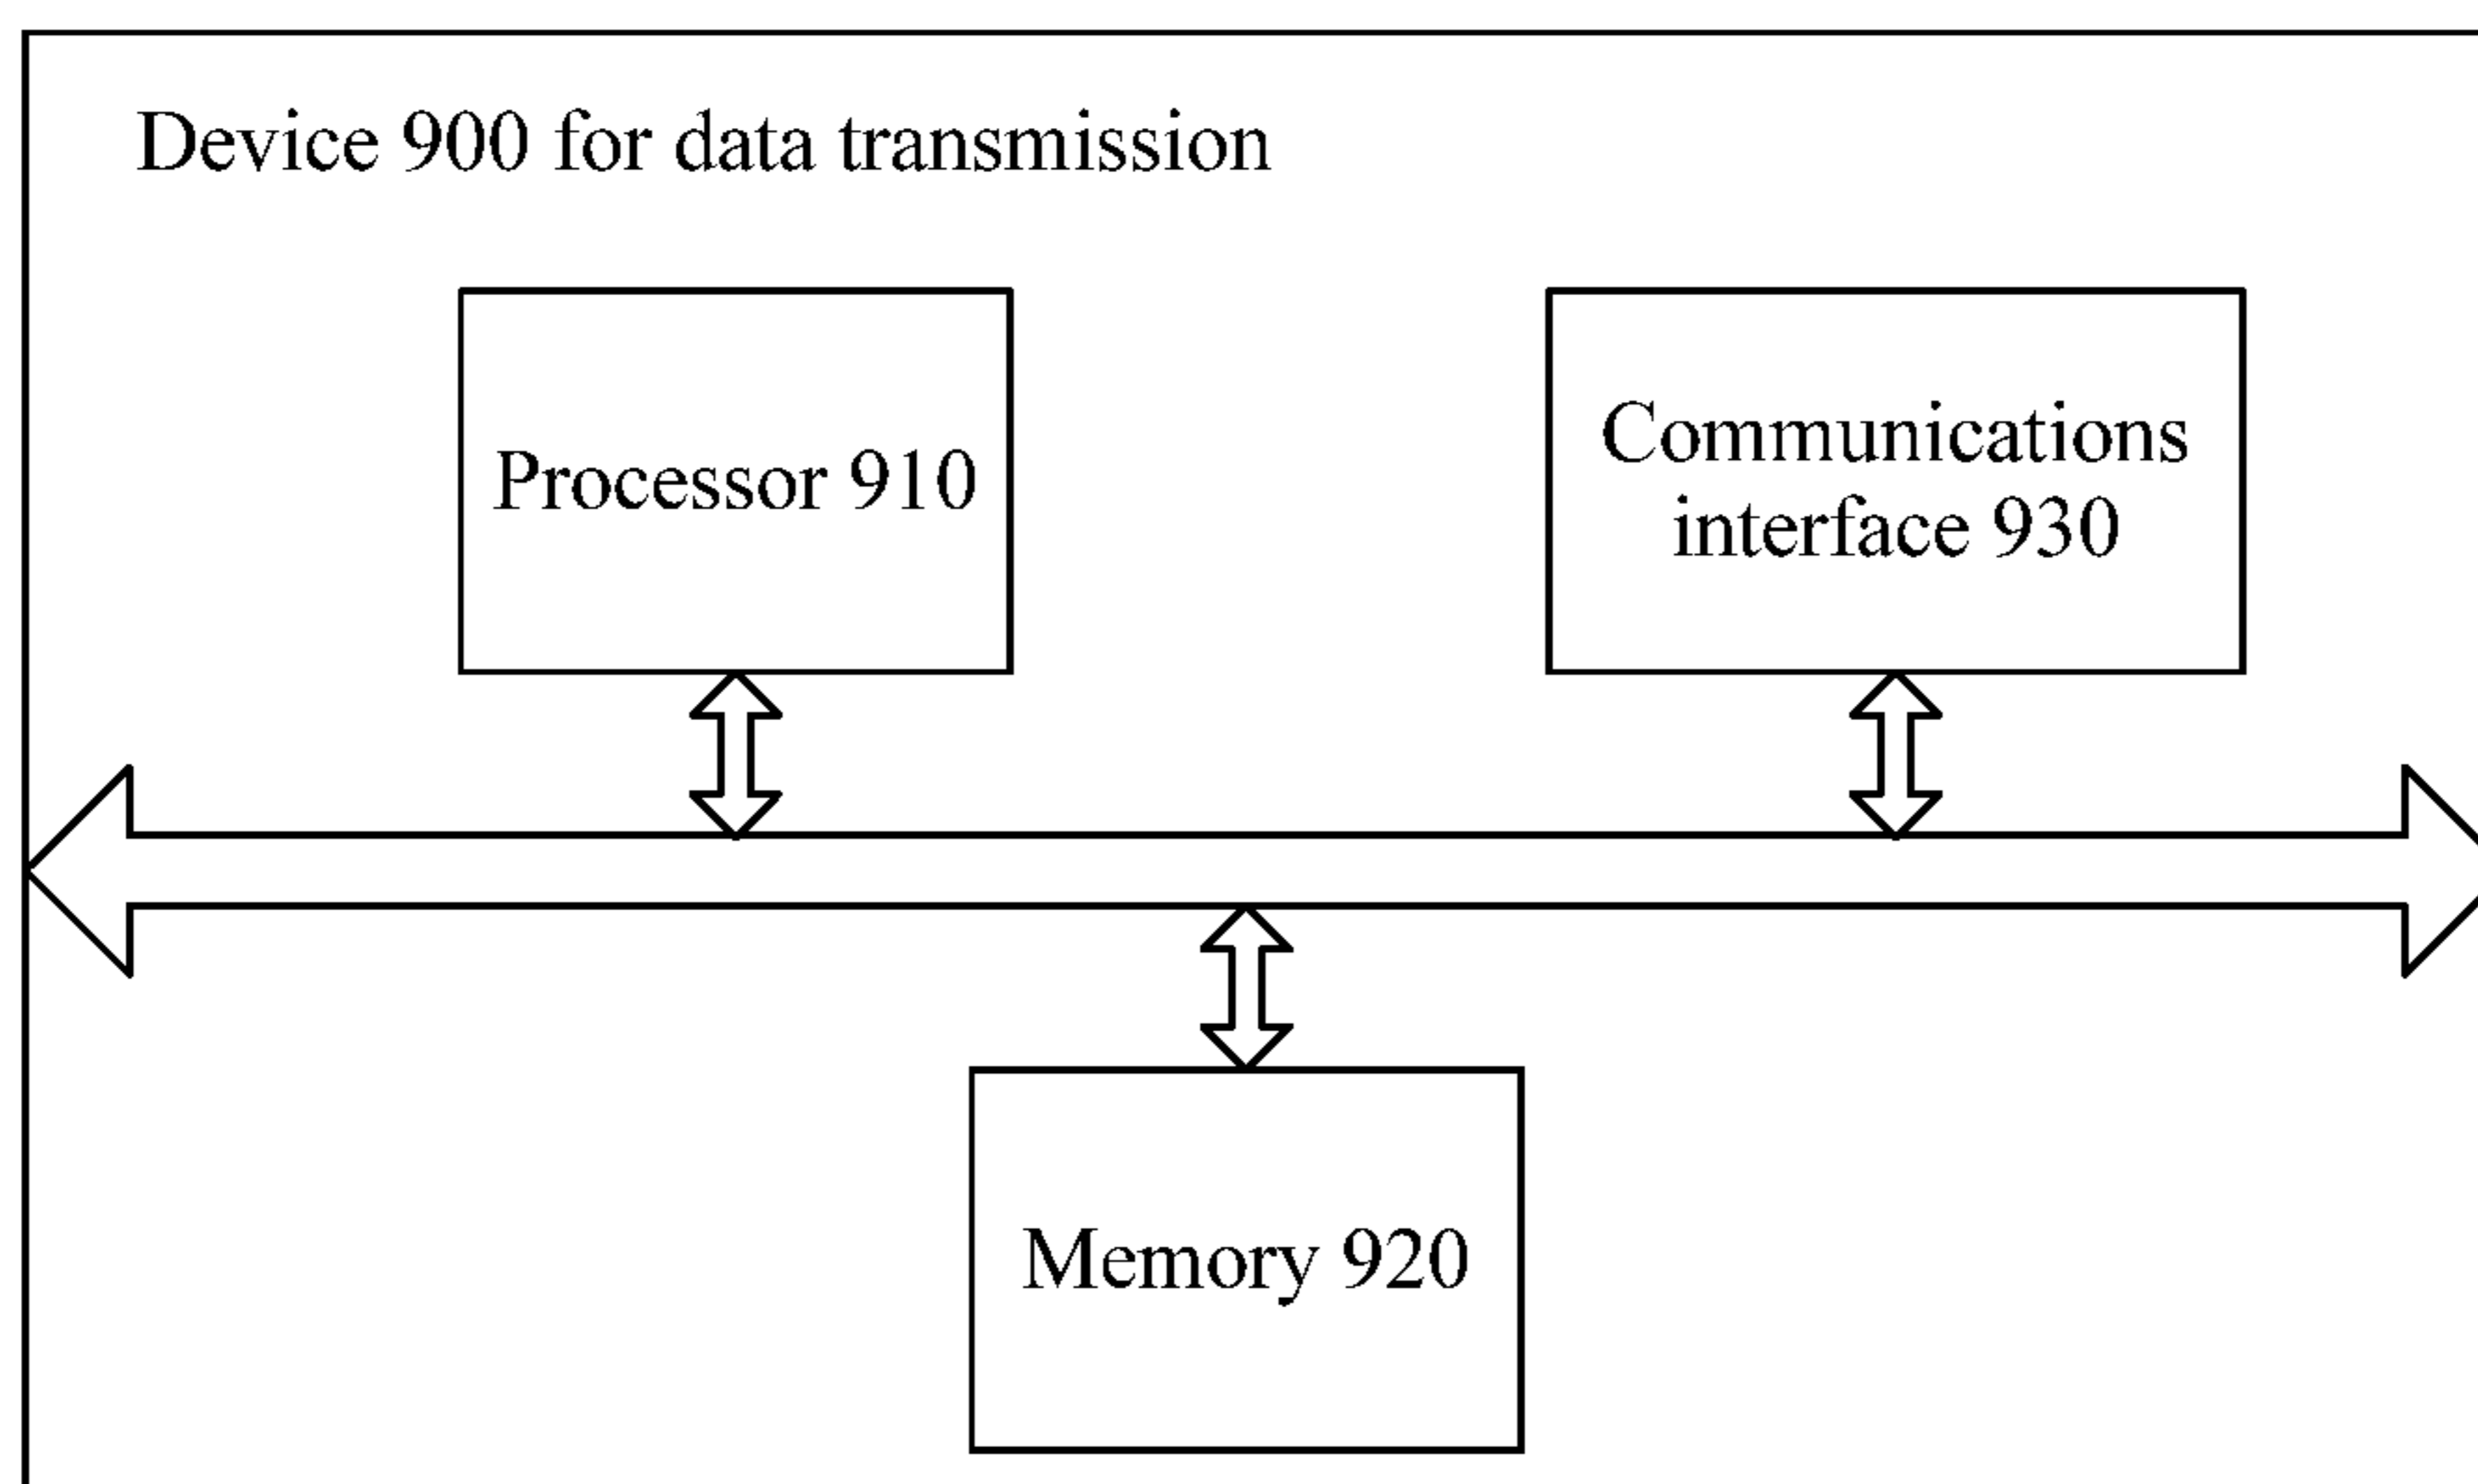 Device 900 for data transmission
Processor 910
Communications
interface 930
Memory 920